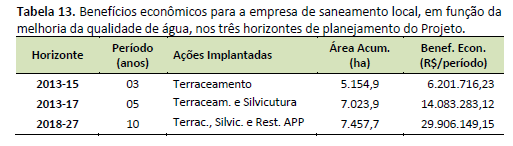 Tabela 13. Benefícios econômicos para a empresa de saneamento local, em função da
melhoria da qualidade de água, nos três horizontes de planejamento do Projeto.
Horizonte Período (anos) Ações Implantadas Área Acum. (ha) Benef. Econ. (R$/período)
2013-15 03 Terraceamento 5.154,9 6.201.716,23
2013-17 05 Terraceam. e Silvicutura 7.023,9 14.083.283,12
2018-27 10 Terrac., Silvic. e Rest. APP 7.457,7 29.906.149,15